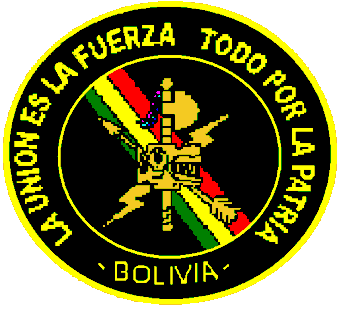 LA UNION ES LA FUERZA TODO POR LA PATRIA
- BOLIVIA -